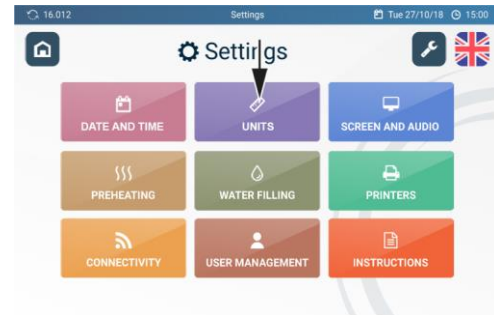 16.012 Settings Tue 27/10/18 15:00
Settings
DATE AND TIME UNITS SCREEN AND AUDIO
PREHEATING WATER FILLING PRINTERS
CONNECTIVITY USER MANAGEMENT INSTRUCTIONS